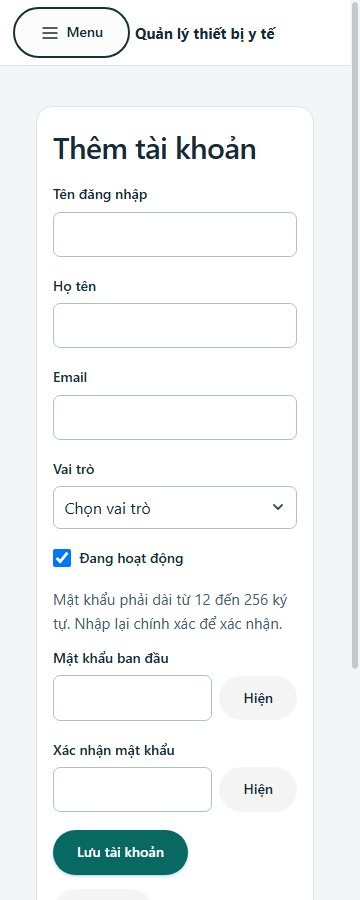 Menu
Quản lý thiết bị y tế
Thêm tài khoản
Tên đăng nhập
Họ tên
Email
Vai trò
Chọn vai trò
Đang hoạt động
Mật khẩu phải dài từ 12 đến 256 ký
tự. Nhập lại chính xác để xác nhận.
Mật khẩu ban đầu
Hiện
Xác nhận mật khẩu
Hiện
Lưu tài khoản